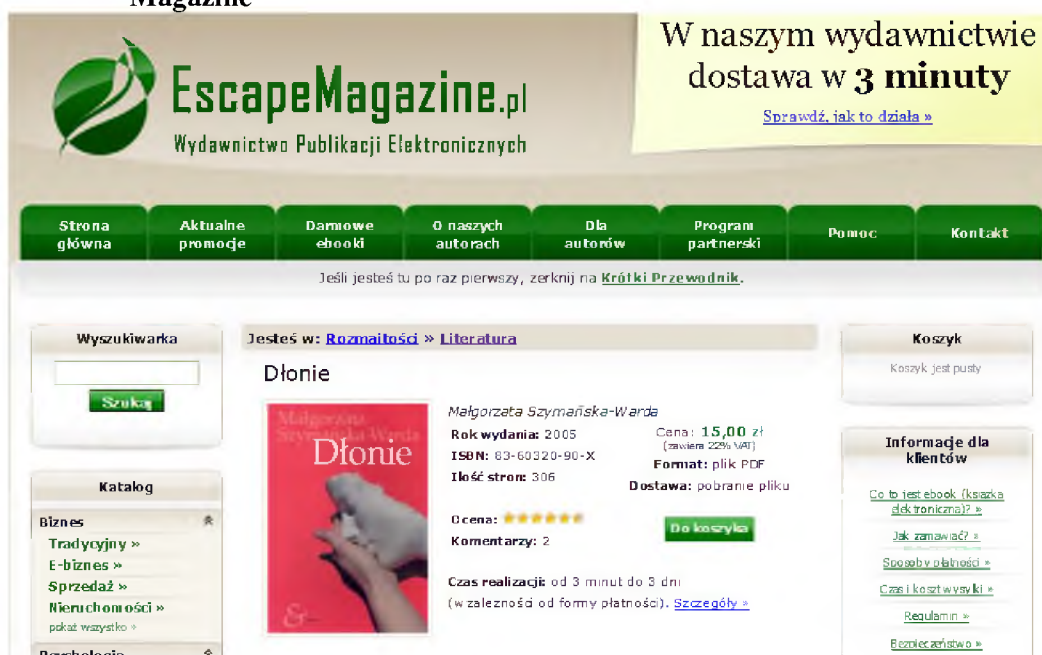 Magazine
W naszym wydawnictwie
dostawa w 3 minuty
Sprawdź, jak to działa »
EscapeMagazine.pl
Wydawnictwo Publikacji Elektronicznych
Strona główna
Aktualne promocje
Darmowe ebooki
O naszych autorach
Dla autorów
Program partnerski
Pomoc
Kontakt
Jeśli jesteś tu po raz pierwszy, zerknij na Krótki Przewodnik.
Wyszukiwarka
Szukaj
Katalog
Biznes
Tradycyjny »
E-biznes »
Sprzedaż »
Nieruchomości »
pokaż wszystko »
Psychologia
Jesteś w: Rozmaitości » Literatura
Dłonie
Małgorzata
Szymańska-Warda
Dłonie
&
Małgorzata Szymańska-Warda
Rok wydania: 2005
ISBN: 83-60320-90-X
Ilość stron: 306
Ocena:
Komentarzy: 2
Cena: 15,00 zł
(zawiera 22% VAT)
Format: plik PDF
Dostawa: pobranie pliku
Do koszyka
Czas realizacji: od 3 minut do 3 dni
(w zalezności od formy płatności). Szczegóły »
Koszyk
Koszyk jest pusty
Informacje dla
klientów
Co to jest ebook (ksiazka
elektroniczna)? »
Jak zamawiać? »
Sposoby płatności »
Czas i koszt wysyłki »
Regulamin »
Bezpieczeństwo »